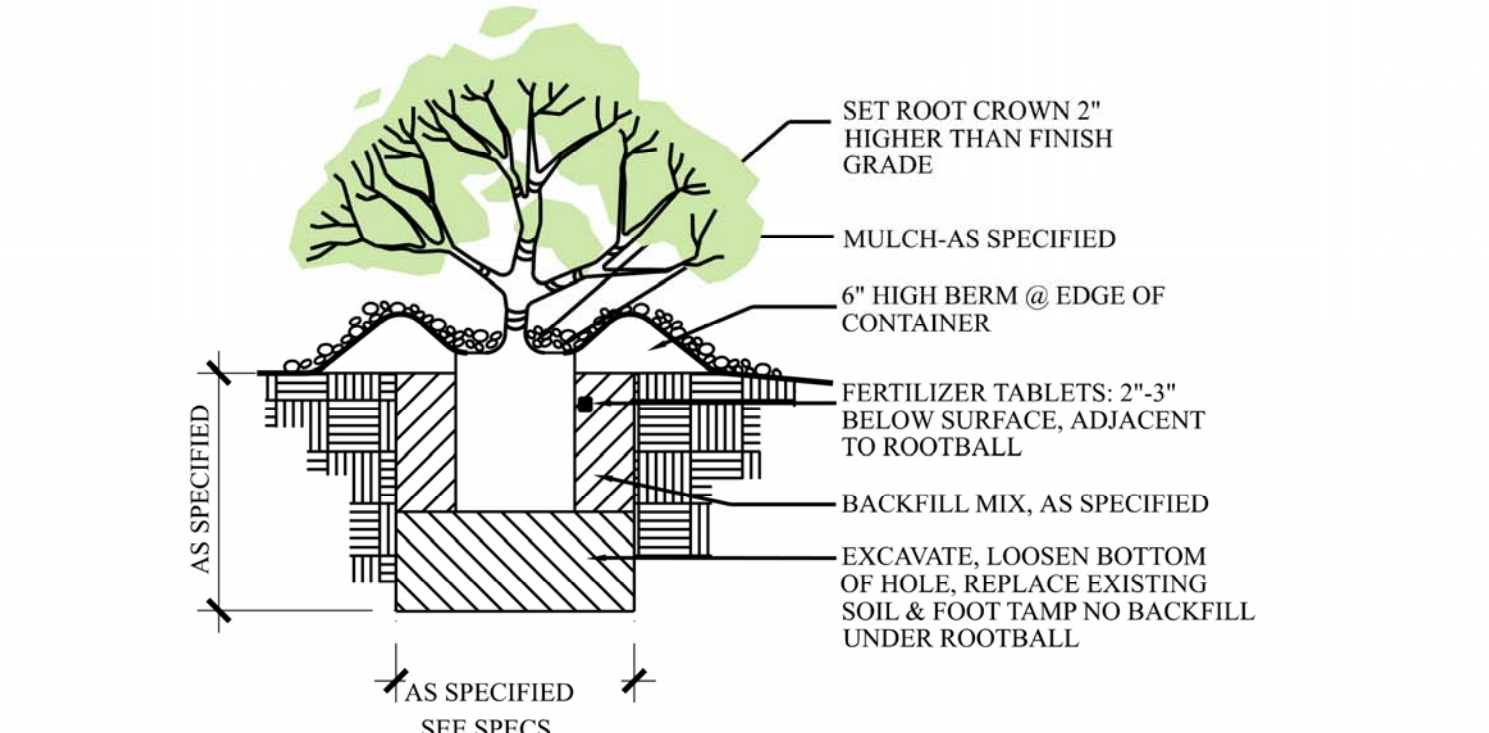 SET ROOT CROWN 2"
HIGHER THAN FINISH
GRADE
MULCH-AS SPECIFIED
6" HIGH BERM @ EDGE OF
CONTAINER
FERTILIZER TABLETS: 2"-3"
BELOW SURFACE, ADJACENT
TO ROOTBALL
BACKFILL MIX, AS SPECIFIED
EXCAVATE, LOOSEN BOTTOM
OF HOLE, REPLACE EXISTING
SOIL & FOOT TAMP NO BACKFILL
UNDER ROOTBALL
AS SPECIFIED
AS SPECIFIED
SEE SPECS